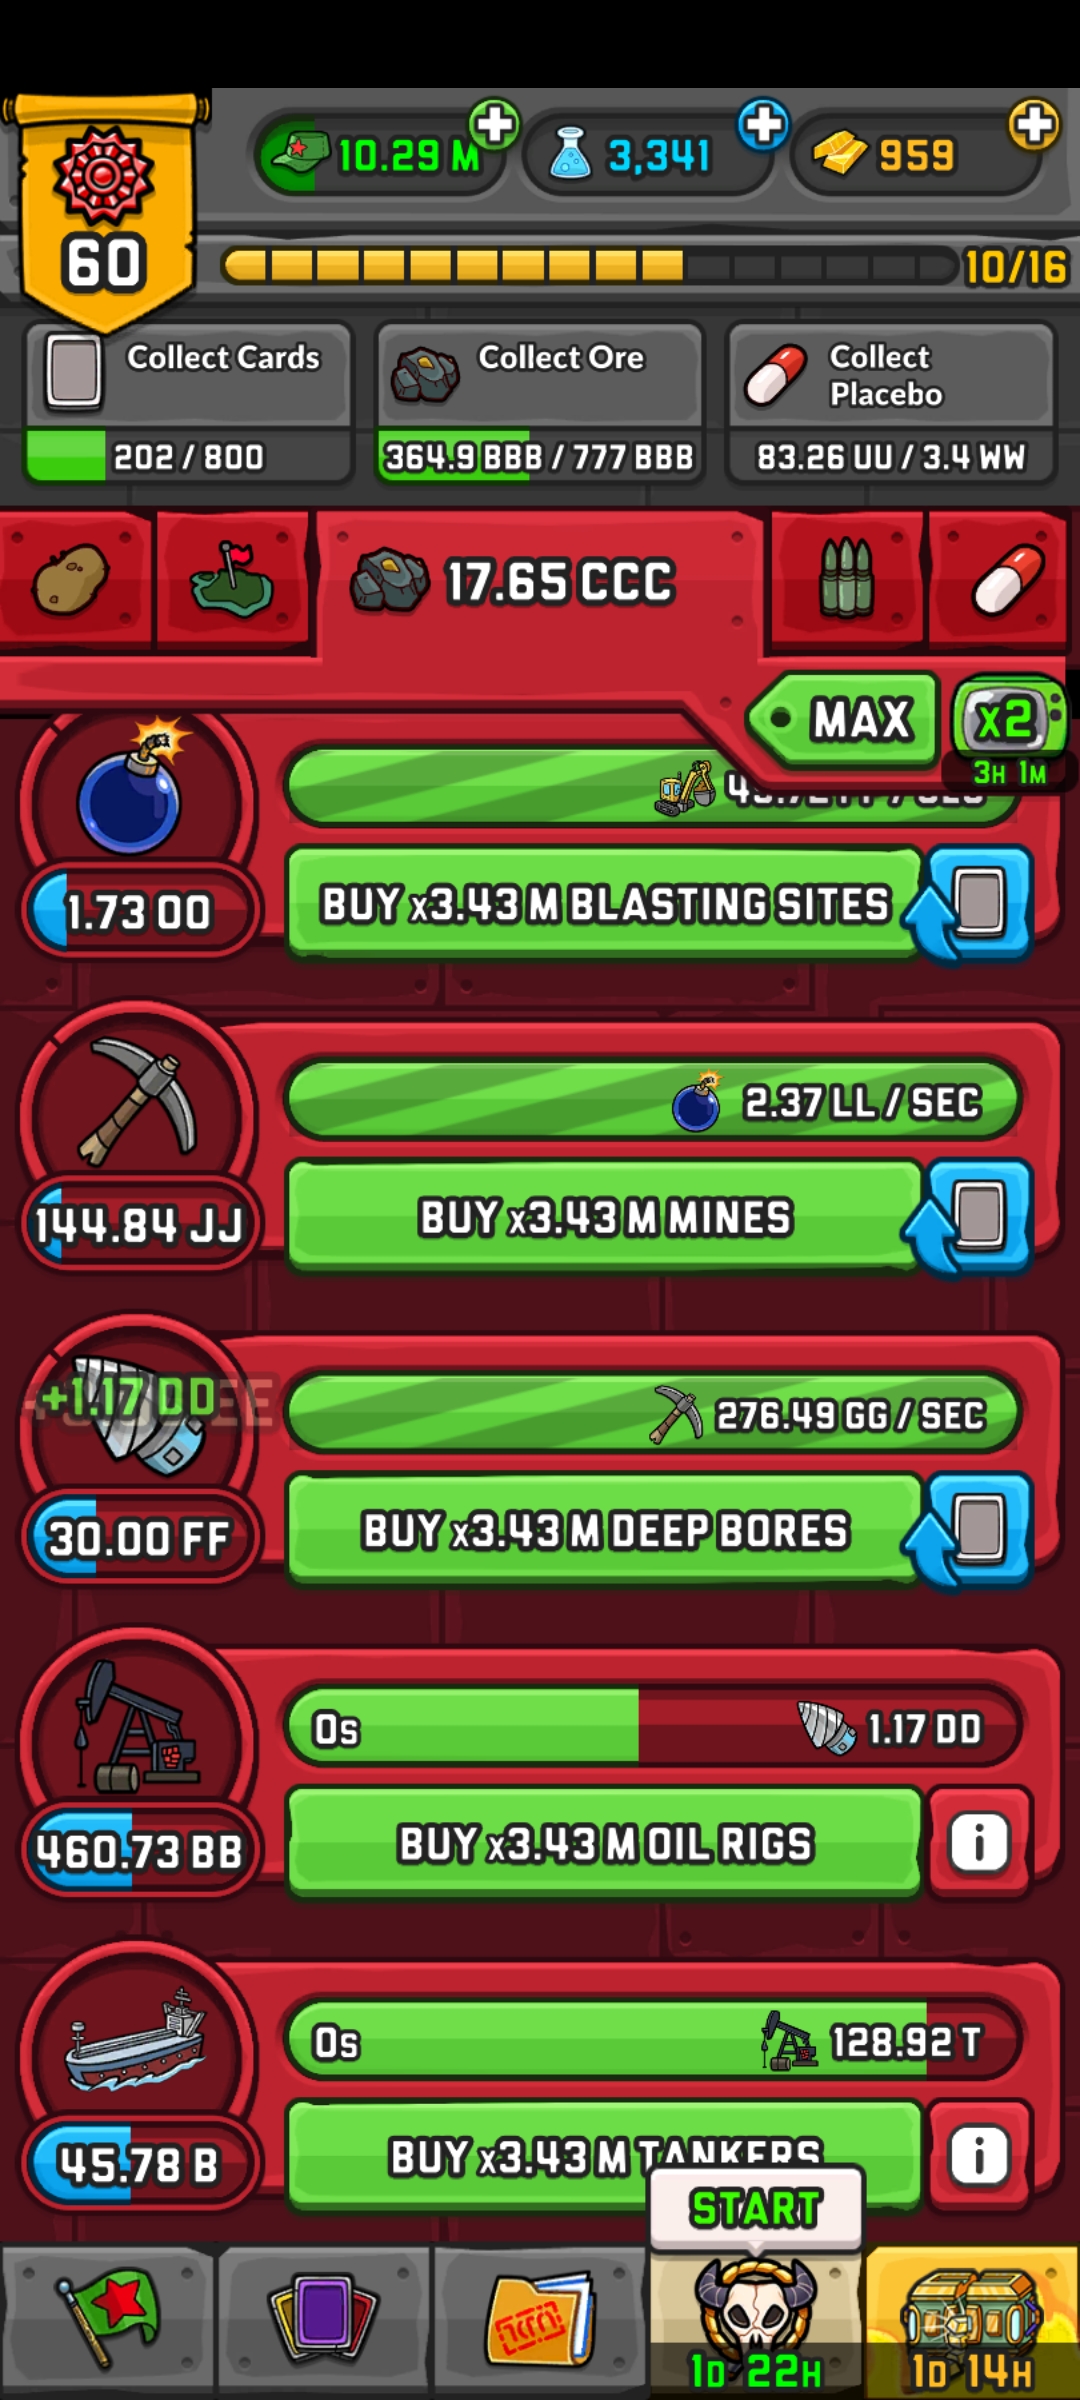 10.29 M
3,341
959
60
10/16
Collect Cards
202 / 800
Collect Ore
364.9 BBB / 777 BBB
Collect
Placebo
83.26 UU / 3.4 WW
17.65 CCC
MAX
x2
3H 1M
1.73 OO
BUY x3.43 M BLASTING SITES
2.37 LL / SEC
144.84 JJ
BUY x3.43 M MINES
+1.17 DD
276.49 GG / SEC
30.00 FF
BUY x3.43 M DEEP BORES
0s
1.17 DD
460.73 BB
BUY x3.43 M OIL RIGS
i
0s
128.92 T
45.78 B
BUY x3.43 M TANKERS
i
START
1D 22H
1D 14H